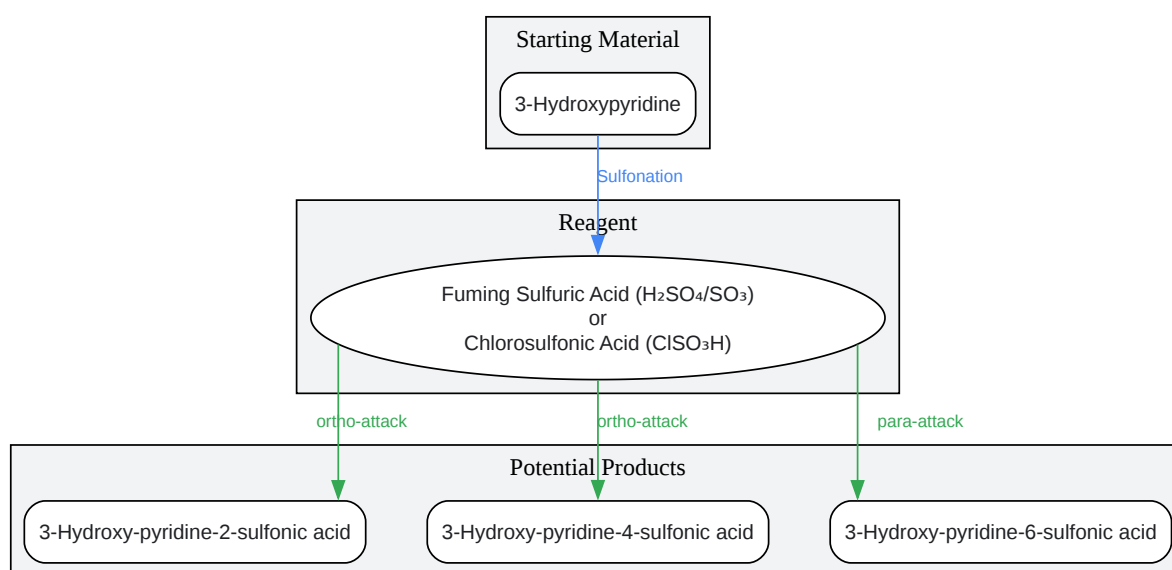 Starting Material
3-Hydroxypyridine
Sulfonation
Reagent
Fuming Sulfuric Acid (H₂SO₄/SO₃)
or
Chlorosulfonic Acid (ClSO₃H)
ortho-attack
ortho-attack
para-attack
Potential Products
3-Hydroxy-pyridine-2-sulfonic acid
3-Hydroxy-pyridine-4-sulfonic acid
3-Hydroxy-pyridine-6-sulfonic acid